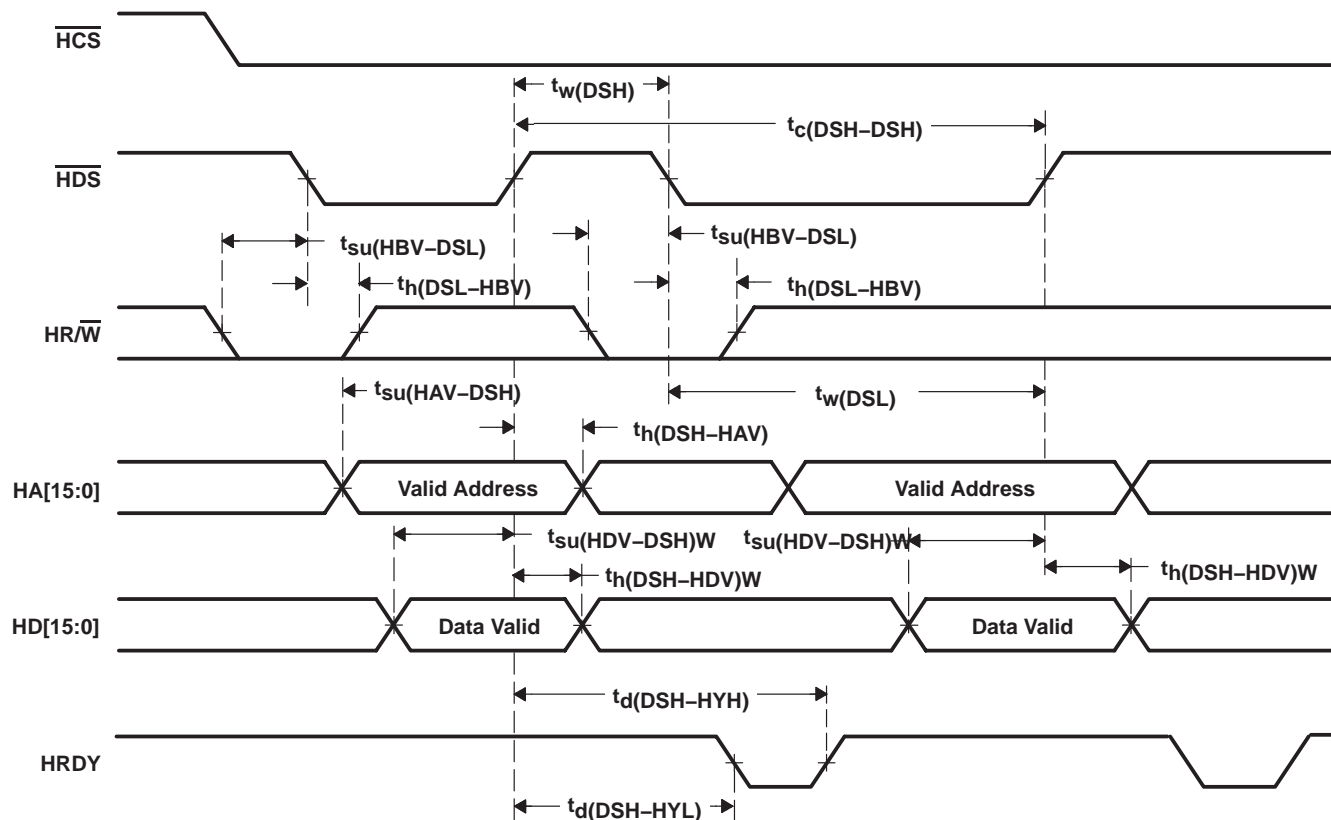 HCS
tw(DSH)
tc(DSH–DSH)
HDS
tsu(HBV–DSL)
tsu(HBV–DSL)
th(DSL–HBV)
th(DSL–HBV)
HR/W
tsu(HAV–DSH)
tw(DSL)
th(DSH–HAV)
HA[15:0]
Valid Address
Valid Address
tsu(HDV–DSH)W
tsu(HDV–DSH)W
th(DSH–HDV)W
th(DSH–HDV)W
HD[15:0]
Data Valid
Data Valid
td(DSH–HYH)
HRDY
td(DSH–HYL)